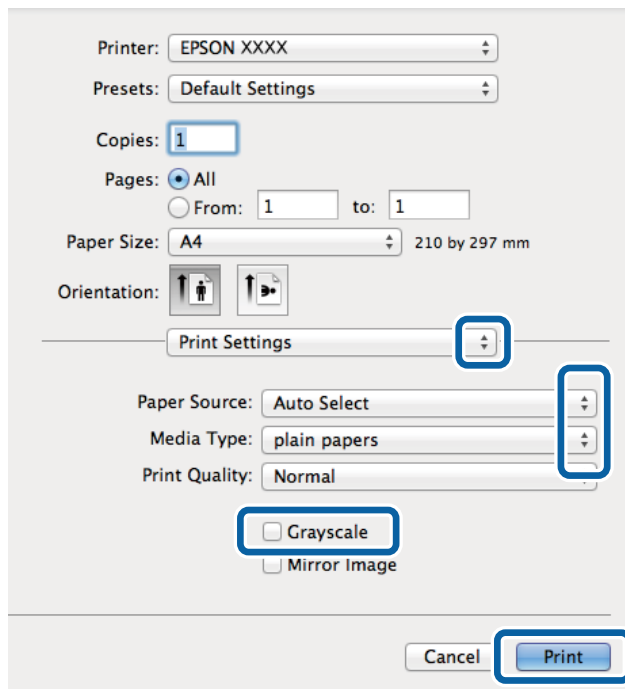 Printer: EPSON XXXX
Presets: Default Settings
Copies: 1
Pages: All
From: 1 to: 1
Paper Size: A4 210 by 297 mm
Orientation:
Print Settings
Paper Source: Auto Select
Media Type: plain papers
Print Quality: Normal
Grayscale
Mirror Image
Cancel Print